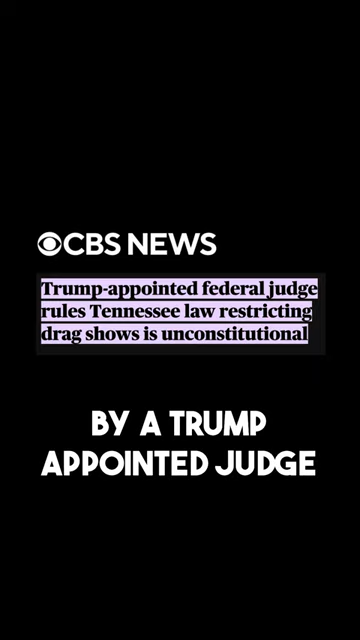 CBS NEWS
Trump-appointed federal judge
rules Tennessee law restricting
drag shows is unconstitutional
BY A TRUMP
APPOINTED JUDGE